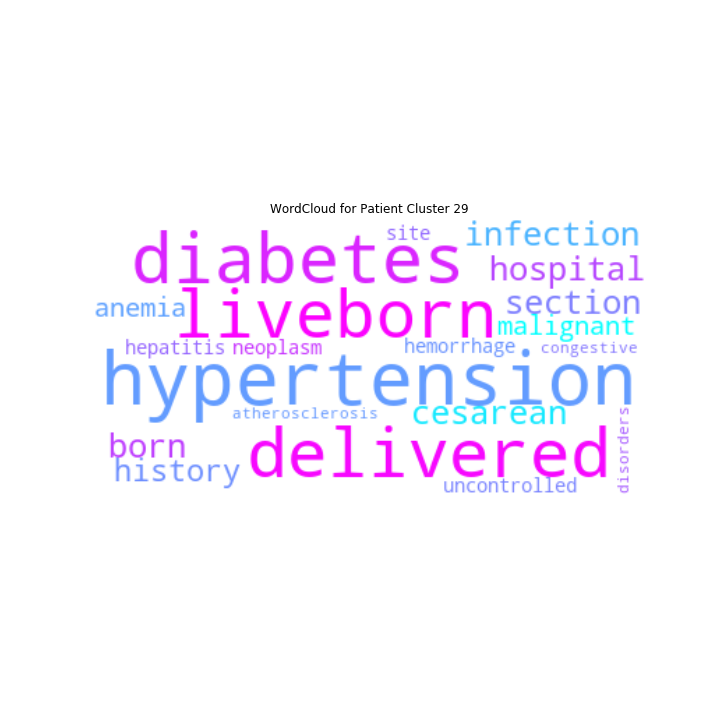 WordCloud for Patient Cluster 29
site
infection
diabetes
hospital
liveborn
section
anemia
malignant
hepatitis
neoplasm
hemorrhage
congestive
hypertension
atherosclerosis
cesarean
disorders
delivered
born
history
uncontrolled